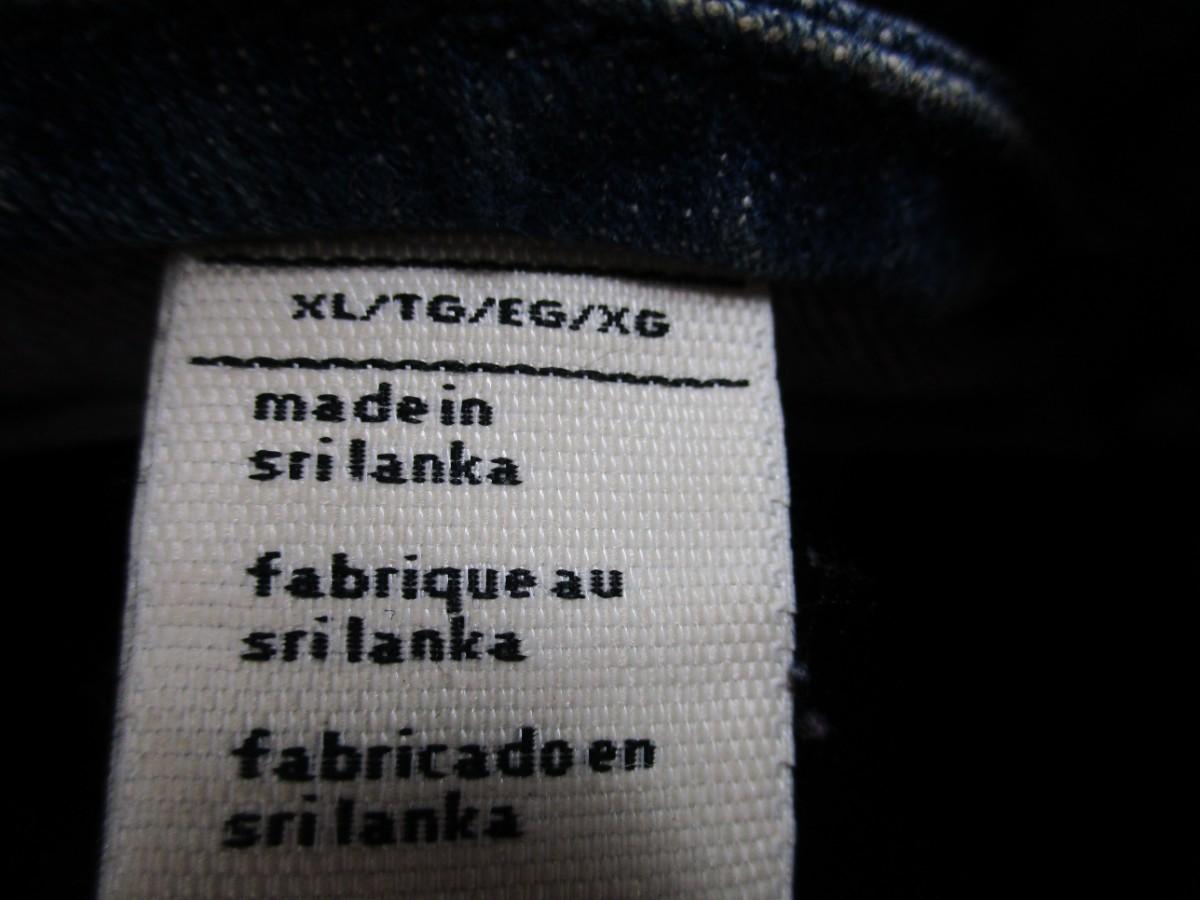 XL/TG/EG/XG
made in
sri lanka
fabrique au
sri lanka
fabricado en
sri lanka